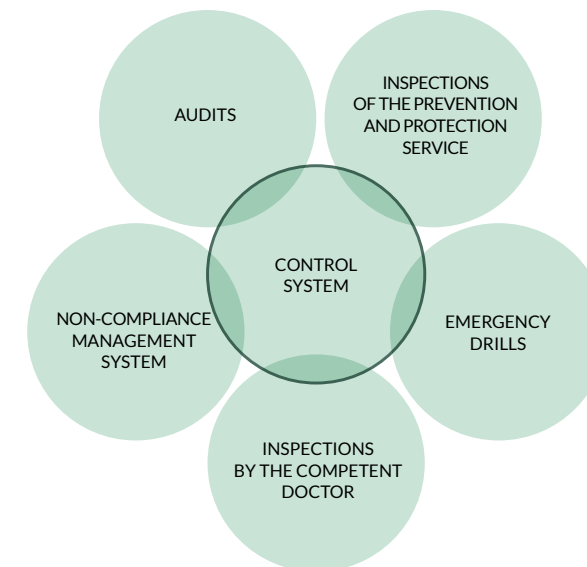 AUDITS
INSPECTIONS
OF THE PREVENTION
AND PROTECTION
SERVICE
CONTROL
SYSTEM
NON-COMPLIANCE
MANAGEMENT
SYSTEM
EMERGENCY
DRILLS
INSPECTIONS
BY THE COMPETENT
DOCTOR